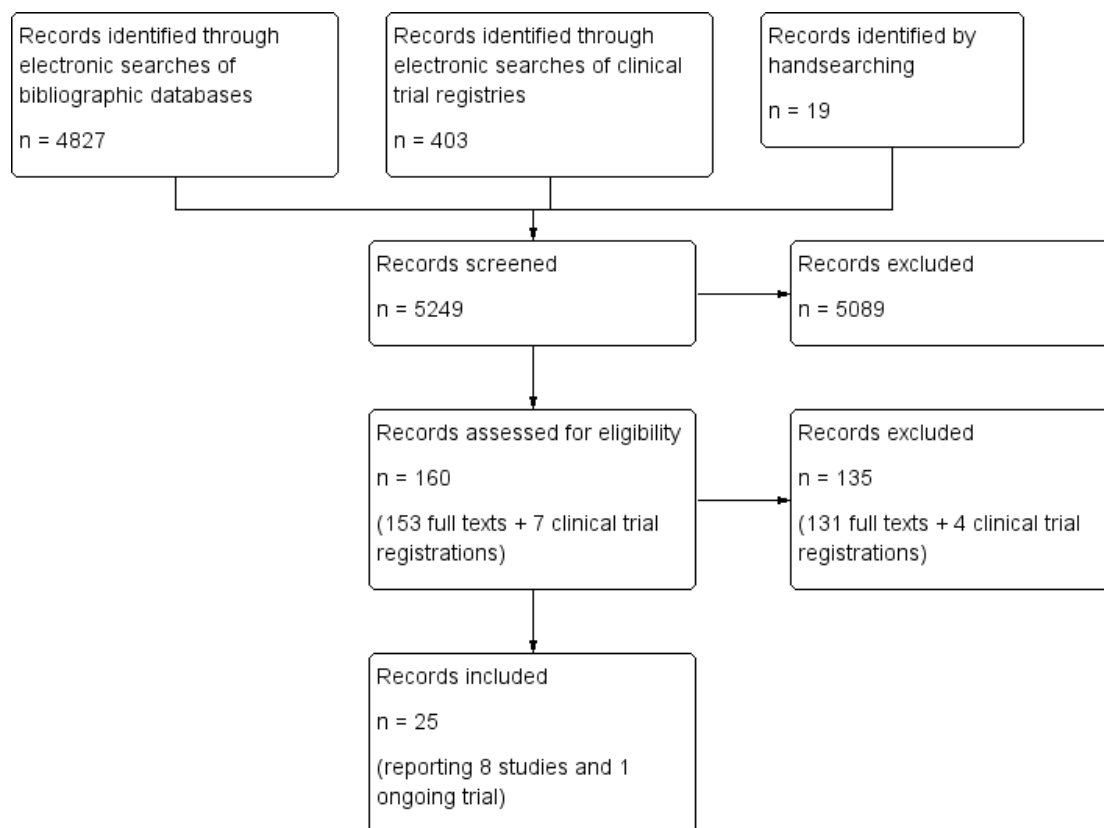 Records identified through
electronic searches of
bibliographic databases
n = 4827
Records identified through
electronic searches of clinical
trial registries
n = 403
Records identified by
handsearching
n = 19
Records screened
n = 5249
Records excluded
n = 5089
Records assessed for eligibility
n = 160
(153 full texts + 7 clinical trial
registrations)
Records excluded
n = 135
(131 full texts + 4 clinical trial
registrations)
Records included
n = 25
(reporting 8 studies and 1
ongoing trial)